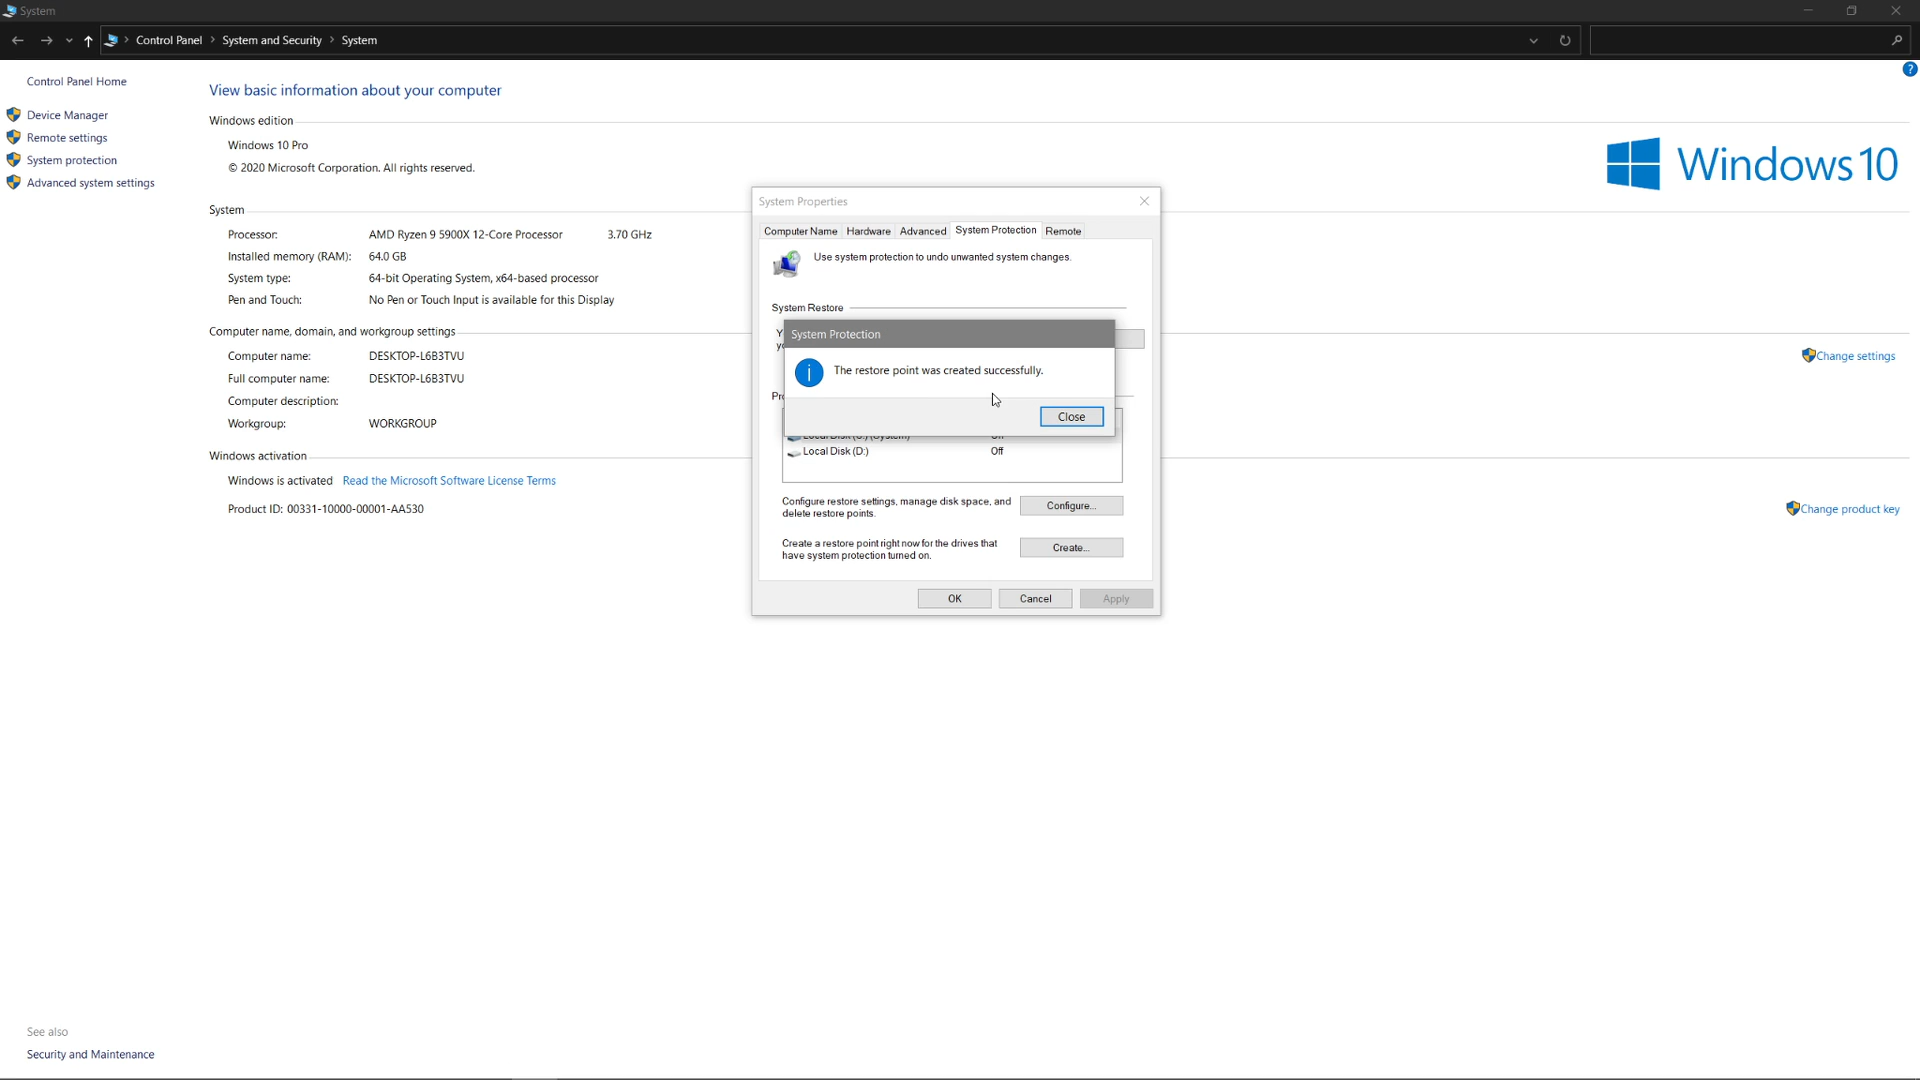 System
Control Panel > System and Security > System
Control Panel Home
Device Manager
Remote settings
System protection
Advanced system settings
View basic information about your computer
Windows edition
Windows 10 Pro
© 2020 Microsoft Corporation. All rights reserved.
Windows 10
System
Processor: AMD Ryzen 9 5900X 12-Core Processor 3.70 GHz
Installed memory (RAM): 64.0 GB
System type: 64-bit Operating System, x64-based processor
Pen and Touch: No Pen or Touch Input is available for this Display
Computer name, domain, and workgroup settings
Computer name: DESKTOP-L6B3TVU
Full computer name: DESKTOP-L6B3TVU
Computer description:
Workgroup: WORKGROUP
Change settings
Windows activation
Windows is activated Read the Microsoft Software License Terms
Product ID: 00331-10000-00001-AA530
Change product key
System Properties
Computer Name Hardware Advanced System Protection Remote
Use system protection to undo unwanted system changes.
System Restore
System Protection
The restore point was created successfully.
Close
Local Disk (D:) Off
Configure restore settings, manage disk space, and
delete restore points.
Configure...
Create a restore point right now for the drives that
have system protection turned on.
Create...
OK Cancel Apply
See also
Security and Maintenance